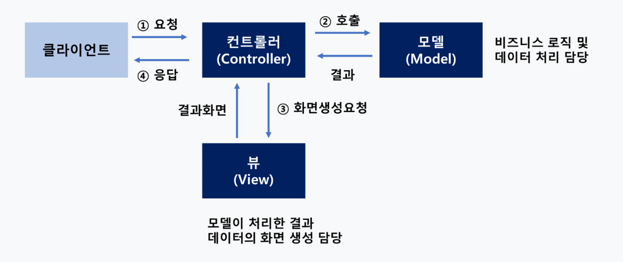 ① 요청
② 호출
클라이언트
컨트롤러
(Controller)
모델
(Model)
비즈니스 로직 및
데이터 처리 담당
④ 응답
결과
결과화면
③ 화면생성요청
뷰
(View)
모델이 처리한 결과
데이터의 화면 생성 담당